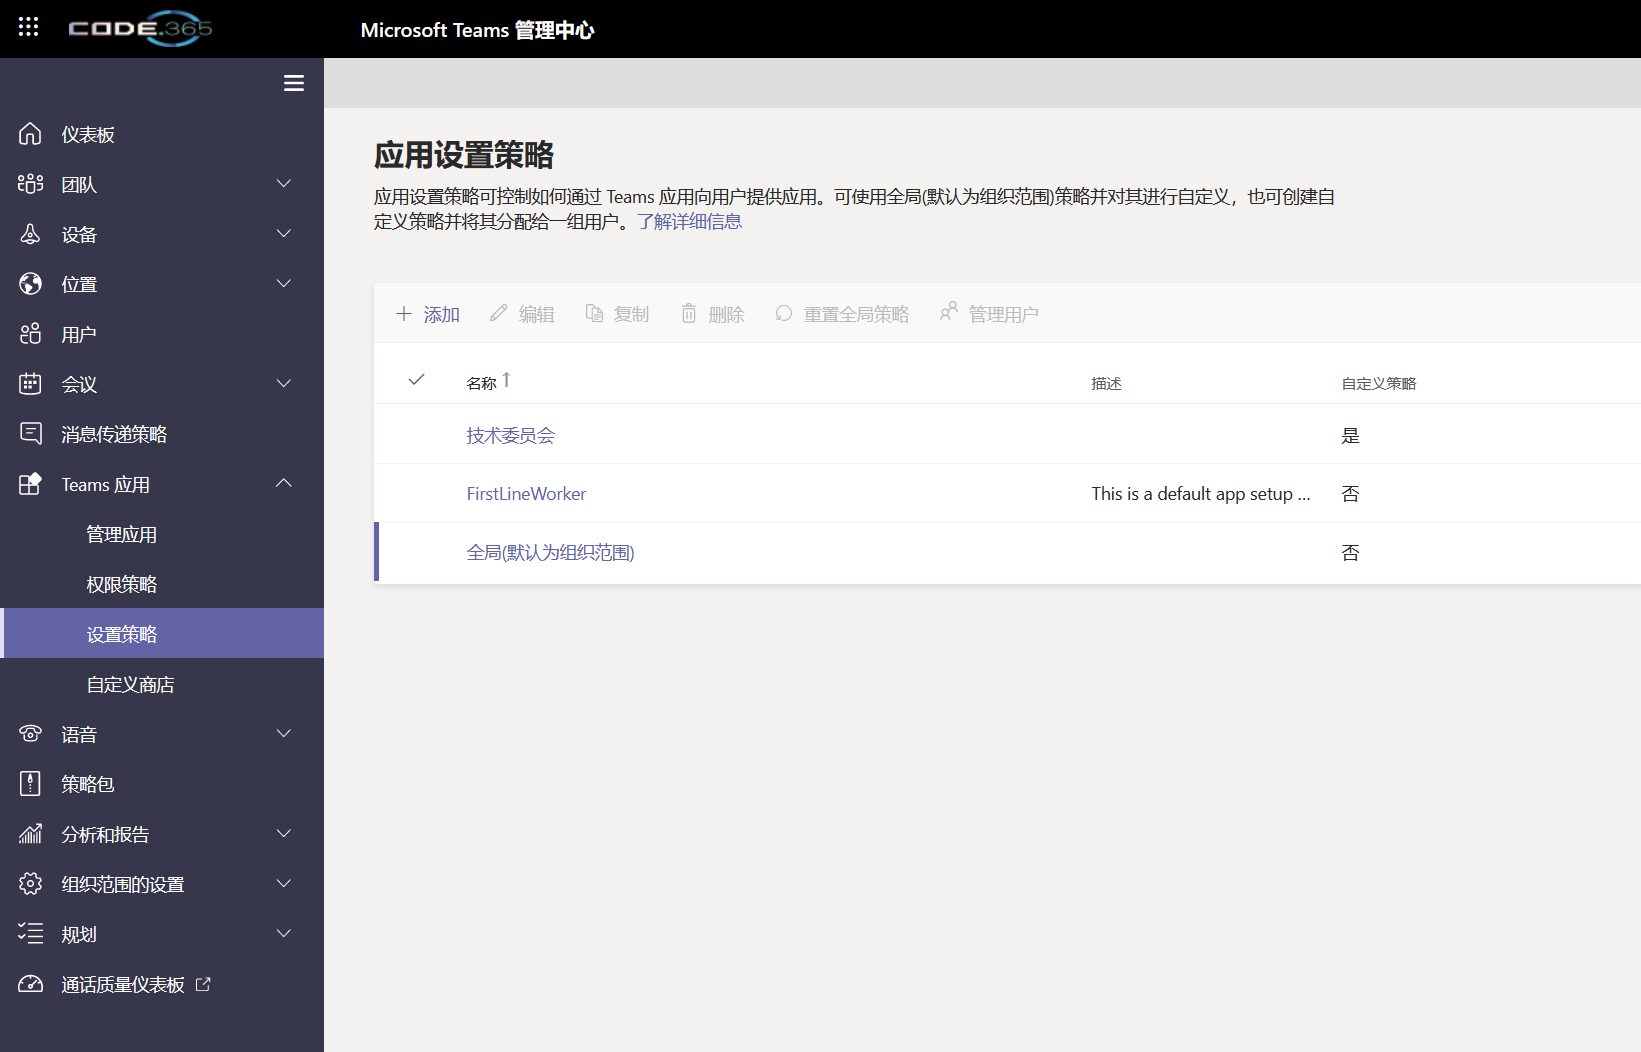 CODE.365
Microsoft Teams 管理中心
仪表板
团队
设备
位置
用户
会议
消息传递策略
Teams 应用
管理应用
权限策略
设置策略
自定义商店
语音
策略包
分析和报告
组织范围的设置
规划
通话质量仪表板
应用设置策略
应用设置策略可控制如何通过 Teams 应用向用户提供应用。可使用全局(默认为组织范围)策略并对其进行自定义，也可创建自
定义策略并将其分配给一组用户。了解详细信息
添加 编辑 复制 删除 重置全局策略 管理用户
名称 描述 自定义策略
技术委员会 是
FirstLineWorker This is a default app setup ... 否
全局(默认为组织范围) 否